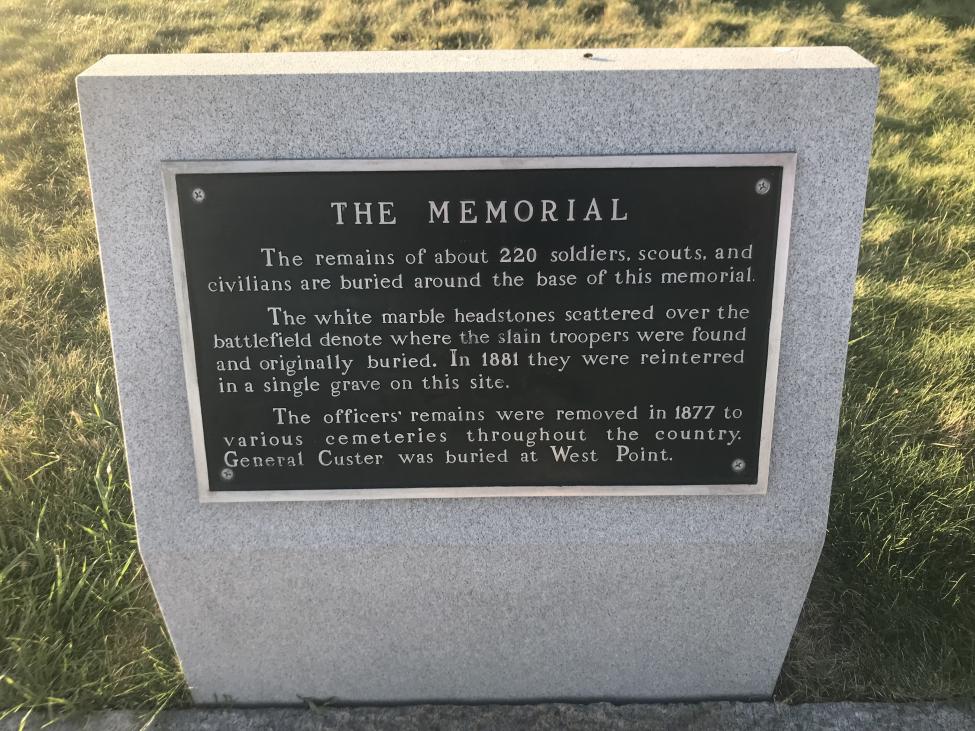 THE MEMORIAL
The remains of about 220 soldiers, scouts, and
civilians are buried around the base of this memorial.
The white marble headstones scattered over the
battlefield denote where the slain troopers were found
and originally buried. In 1881 they were reinterred
in a single grave on this site.
The officers' remains were removed in 1877 to
various cemeteries throughout the country.
General Custer was buried at West Point.